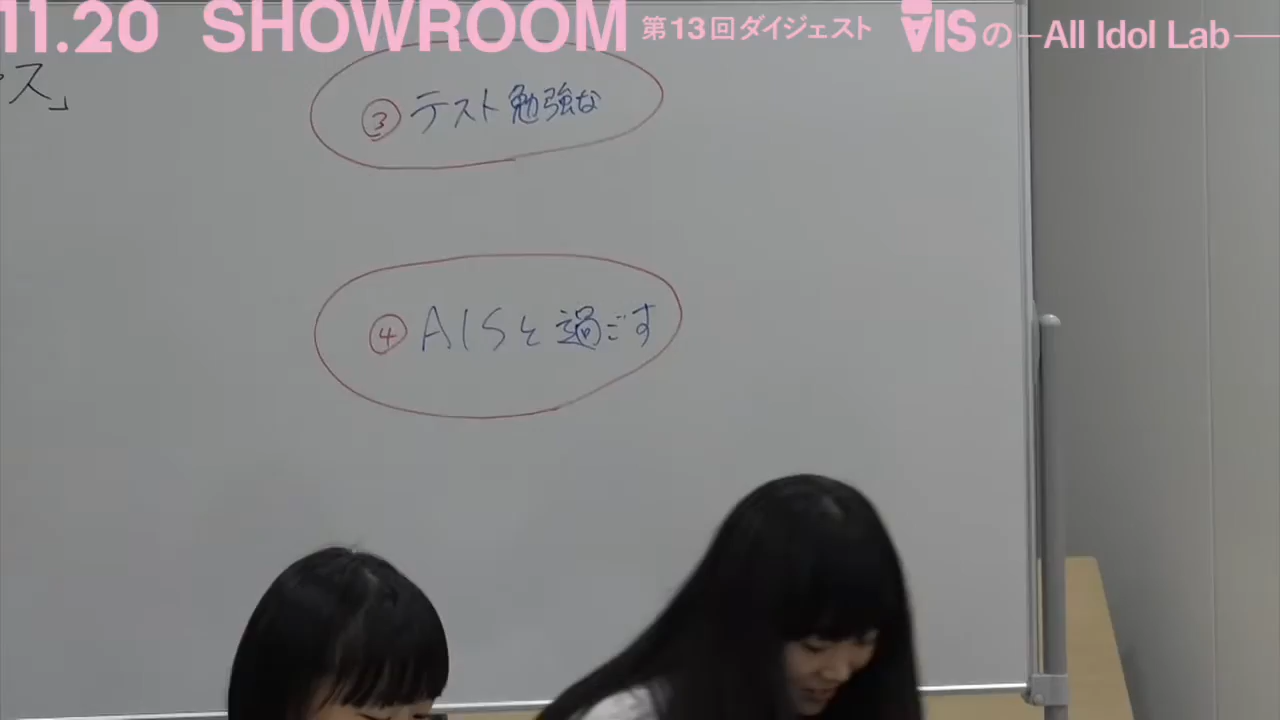 11.20 SHOWROOM 第13回ダイジェスト AISの ―All Idol Lab―
ス」
③ テスト勉強な
④ AISと過ごす